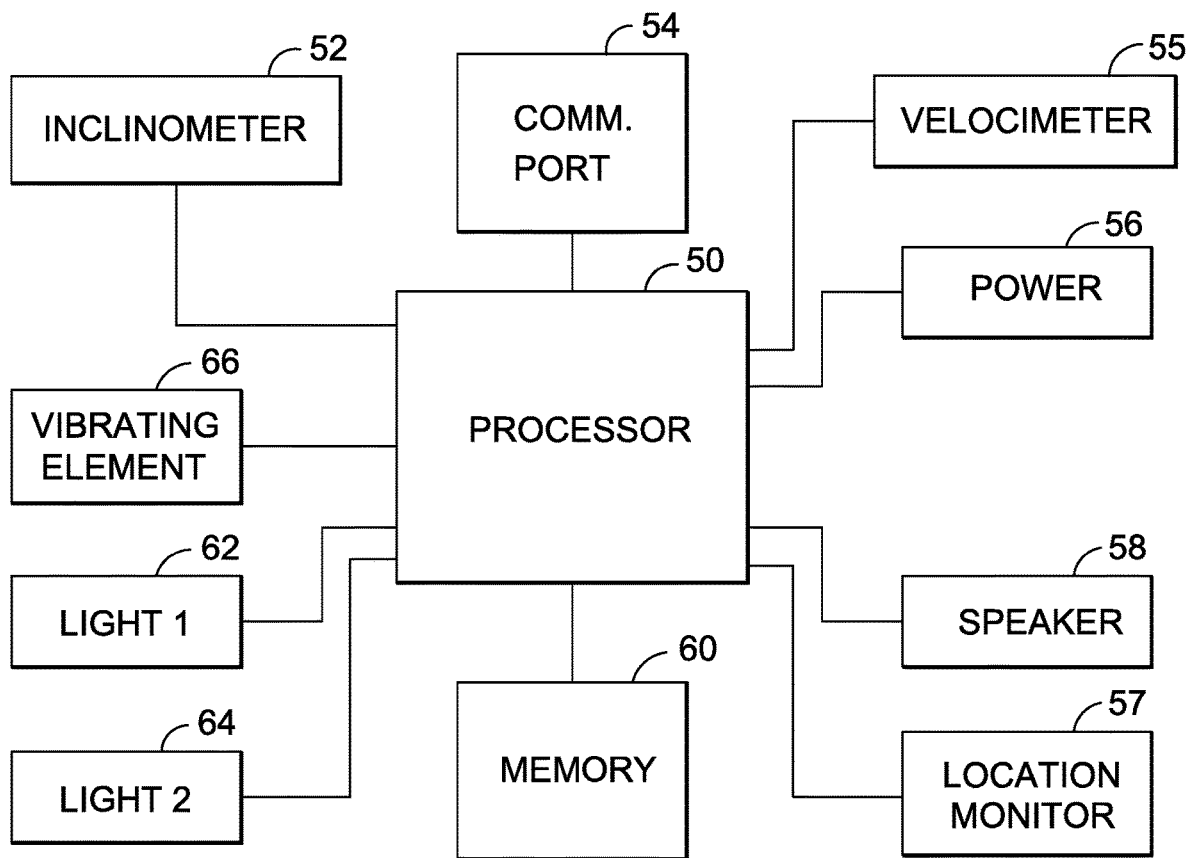 52
INCLINOMETER
54
COMM.
PORT
55
VELOCIMETER
56
POWER
50
PROCESSOR
66
VIBRATING
ELEMENT
62
LIGHT 1
64
LIGHT 2
60
MEMORY
58
SPEAKER
57
LOCATION
MONITOR